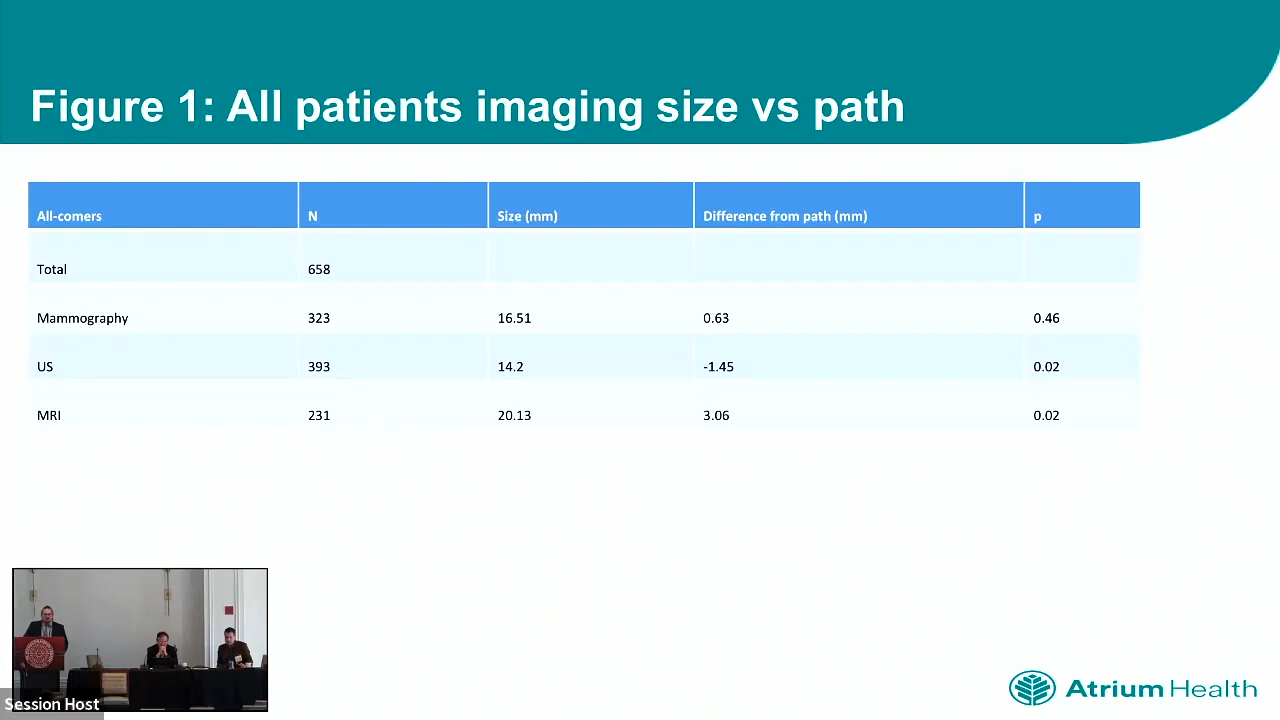 Figure 1: All patients imaging size vs path
All-comers N Size (mm) Difference from path (mm) p
Total 658
Mammography 323 16.51 0.63 0.46
US 393 14.2 -1.45 0.02
MRI 231 20.13 3.06 0.02
Session Host
Atrium Health